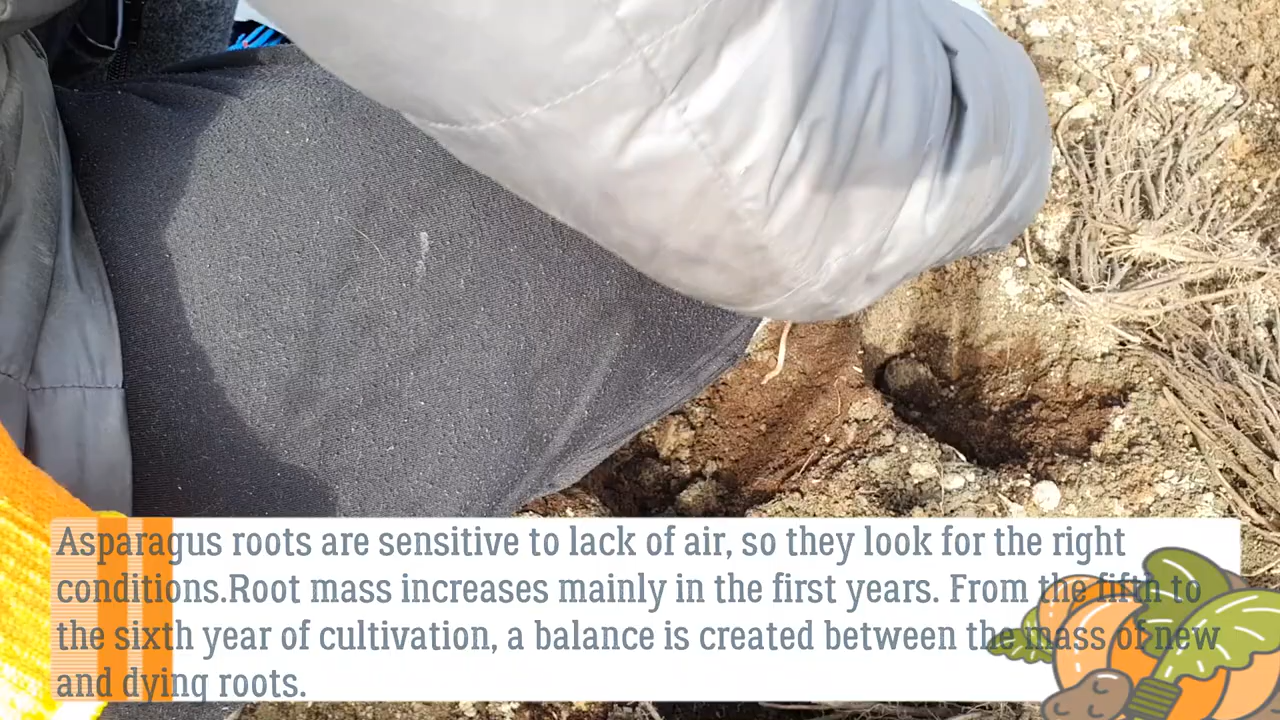 Asparagus roots are sensitive to lack of air, so they look for the right
conditions.Root mass increases mainly in the first years. From the fifth to
the sixth year of cultivation, a balance is created between the mass of new
and dying roots.